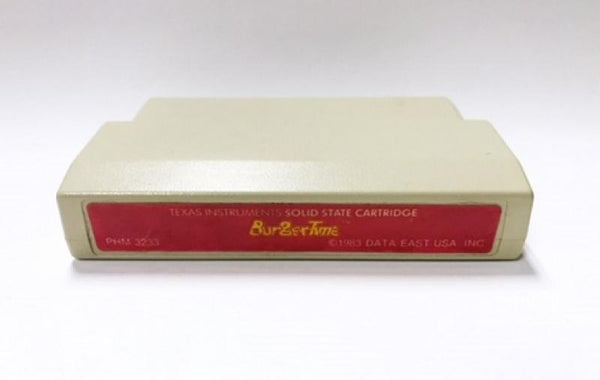 TEXAS INSTRUMENTS SOLID STATE CARTRIDGE
BurgerTime
PHM 3233 ©1983 DATA EAST USA, INC